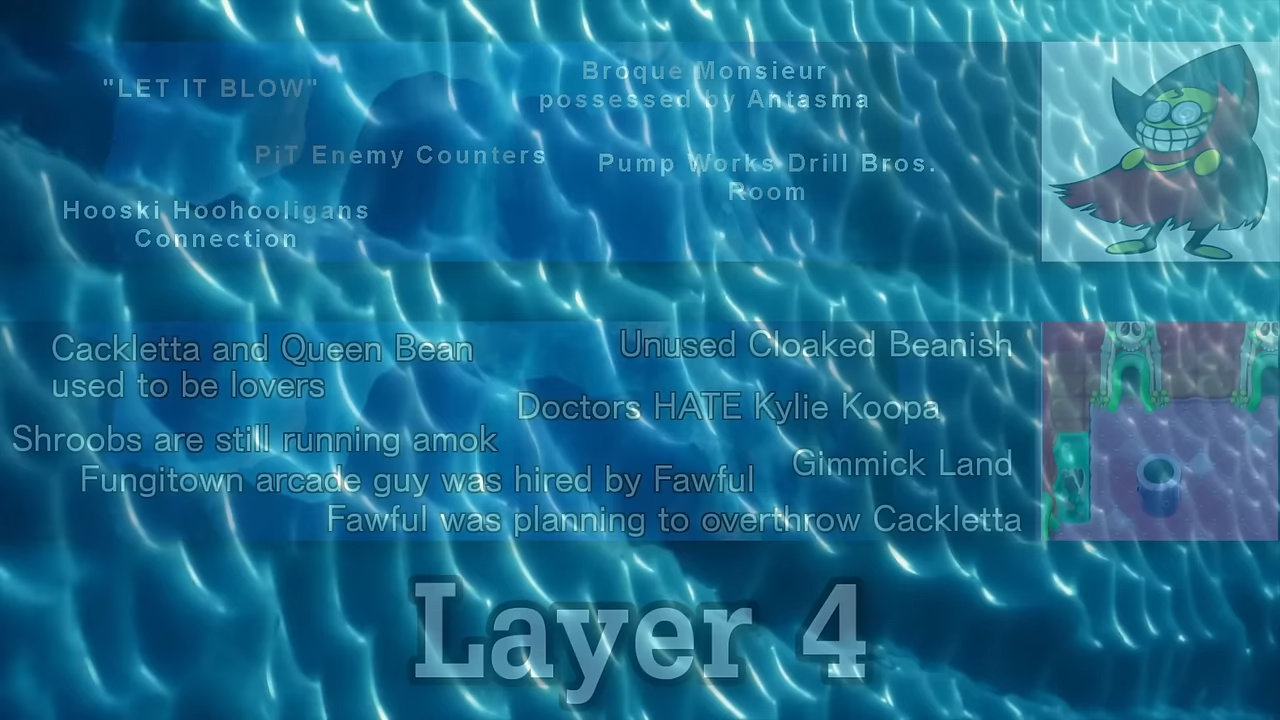 "LET IT BLOW"
Broque Monsieur
possessed by Antasma
PiT Enemy Counters
Pump Works Drill Bros.
Room
Hooski Hoohooligans
Connection
Cackletta and Queen Bean
used to be lovers
Unused Cloaked Beanish
Doctors HATE Kylie Koopa
Shroobs are still running amok
Gimmick Land
Fungitown arcade guy was hired by Fawful
Fawful was planning to overthrow Cackletta
Layer 4